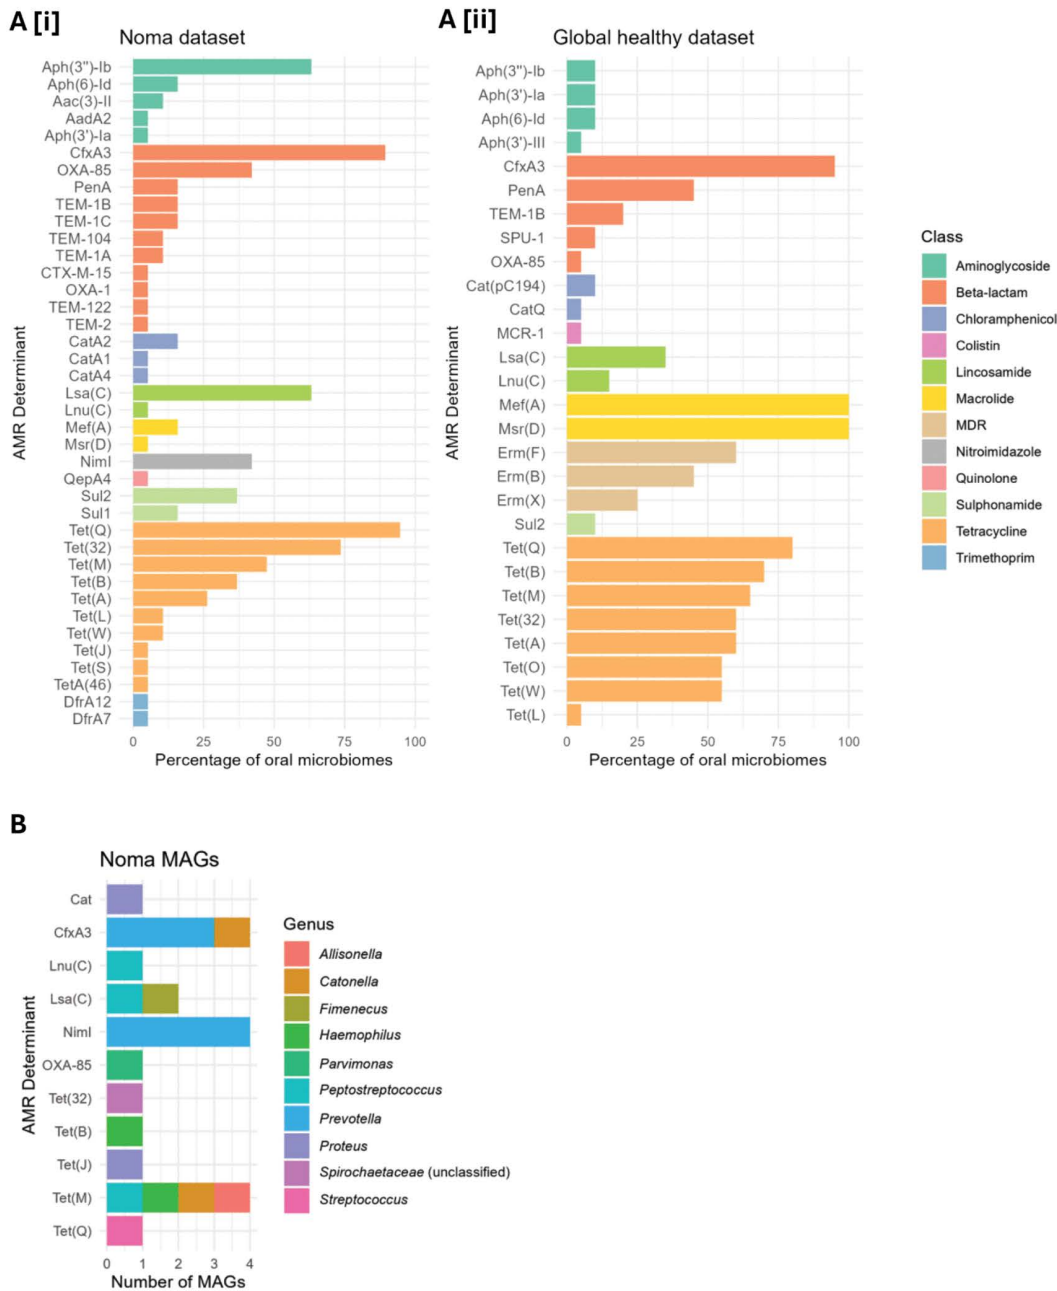 A [i]
Noma dataset
Aph(3")-Ib
Aph(6)-Id
Aac(3)-II
AadA2
Aph(3')-Ia
CfxA3
OXA-85
PenA
TEM-1B
TEM-1C
TEM-104
TEM-1A
CTX-M-15
OXA-1
TEM-122
TEM-2
CatA2
CatA1
CatA4
Lsa(C)
Lnu(C)
Mef(A)
Msr(D)
NimI
QepA4
Sul2
Sul1
Tet(Q)
Tet(32)
Tet(M)
Tet(B)
Tet(A)
Tet(L)
Tet(W)
Tet(J)
Tet(S)
TetA(46)
DfrA12
DfrA7
AMR Determinant
0 25 50 75 100
Percentage of oral microbiomes
A [ii]
Global healthy dataset
Aph(3")-Ib
Aph(3')-Ia
Aph(6)-Id
Aph(3')-III
CfxA3
PenA
TEM-1B
SPU-1
OXA-85
Cat(pC194)
CatQ
MCR-1
Lsa(C)
Lnu(C)
Mef(A)
Msr(D)
Erm(F)
Erm(B)
Erm(X)
Sul2
Tet(Q)
Tet(B)
Tet(M)
Tet(32)
Tet(A)
Tet(O)
Tet(W)
Tet(L)
AMR Determinant
0 25 50 75 100
Percentage of oral microbiomes
Class
Aminoglycoside
Beta-lactam
Chloramphenicol
Colistin
Lincosamide
Macrolide
MDR
Nitroimidazole
Quinolone
Sulphonamide
Tetracycline
Trimethoprim
B
Noma MAGs
Cat
CfxA3
Lnu(C)
Lsa(C)
NimI
OXA-85
Tet(32)
Tet(B)
Tet(J)
Tet(M)
Tet(Q)
AMR Determinant
0 1 2 3 4
Number of MAGs
Genus
Allisonella
Catonella
Fimenecus
Haemophilus
Parvimonas
Peptostreptococcus
Prevotella
Proteus
Spirochaetaceae (unclassified)
Streptococcus